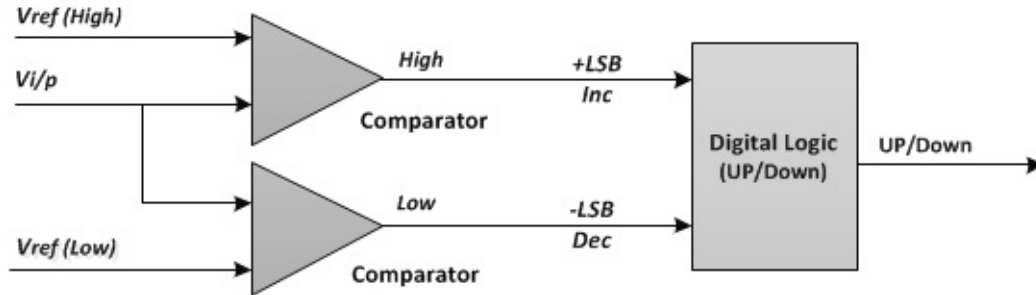 Vref (High)
Vi/p
High
+LSB
Inc
Comparator
Digital Logic
(UP/Down)
UP/Down
Low
-LSB
Dec
Vref (Low)
Comparator